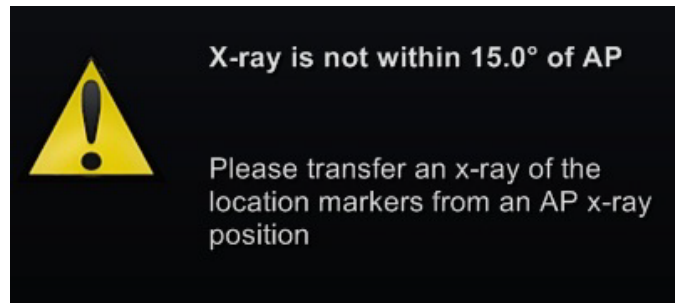 X-ray is not within 15.0° of AP
Please transfer an x-ray of the
location markers from an AP x-ray
position